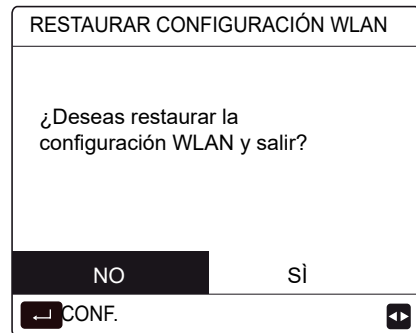 RESTAURAR CONFIGURACIÓN WLAN
¿Deseas restaurar la
configuración WLAN y salir?
NO SÌ
CONF.